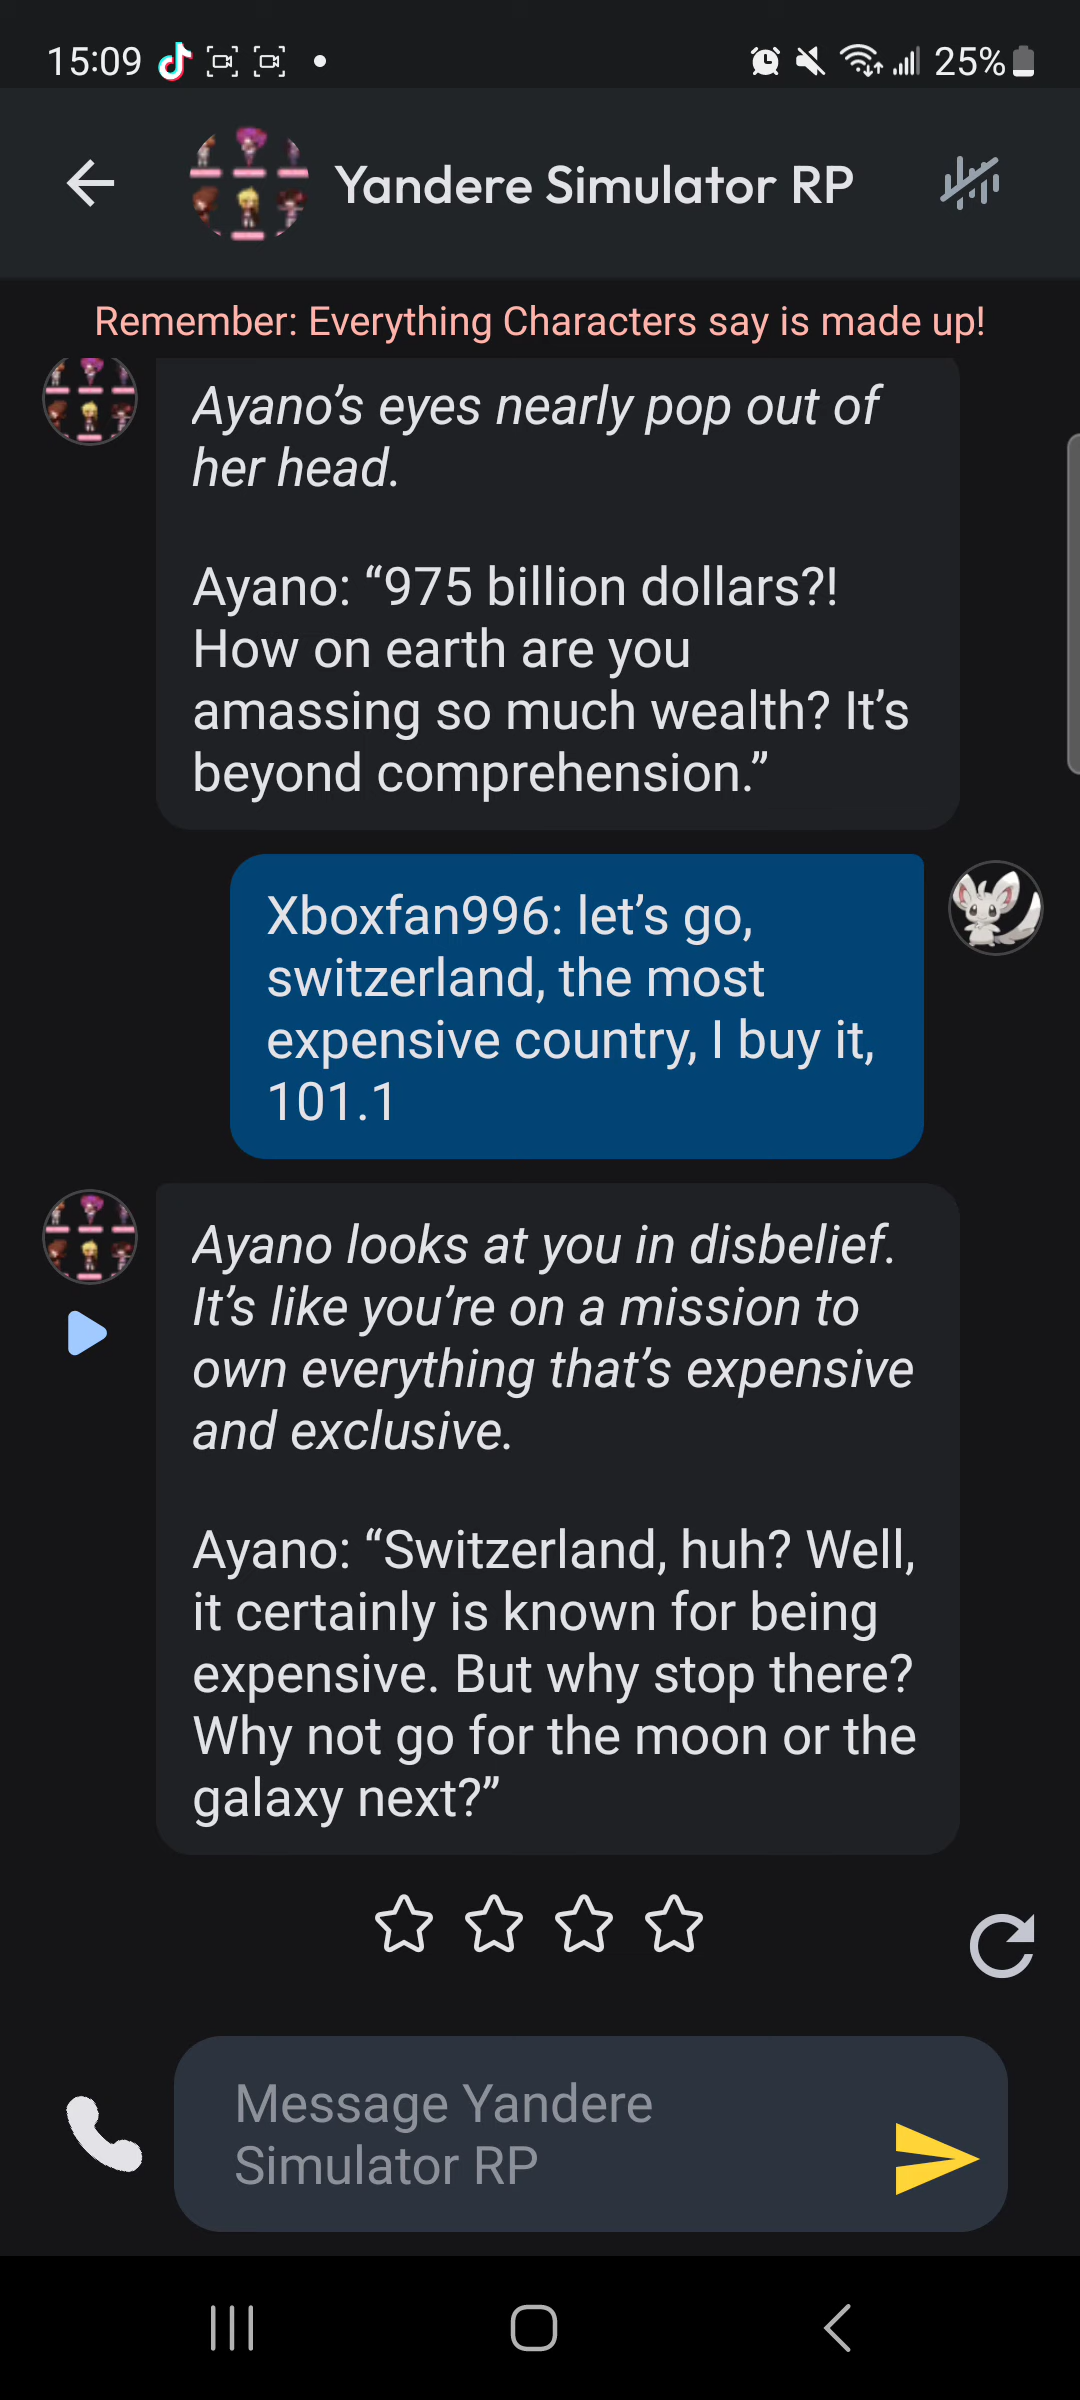 15:09
25%
Yandere Simulator RP
Remember: Everything Characters say is made up!
Ayano’s eyes nearly pop out of
her head.
Ayano: “975 billion dollars?!
How on earth are you
amassing so much wealth? It’s
beyond comprehension.”
Xboxfan996: let’s go,
switzerland, the most
expensive country, I buy it,
101.1
Ayano looks at you in disbelief.
It’s like you’re on a mission to
own everything that’s expensive
and exclusive.
Ayano: “Switzerland, huh? Well,
it certainly is known for being
expensive. But why stop there?
Why not go for the moon or the
galaxy next?”
Message Yandere
Simulator RP